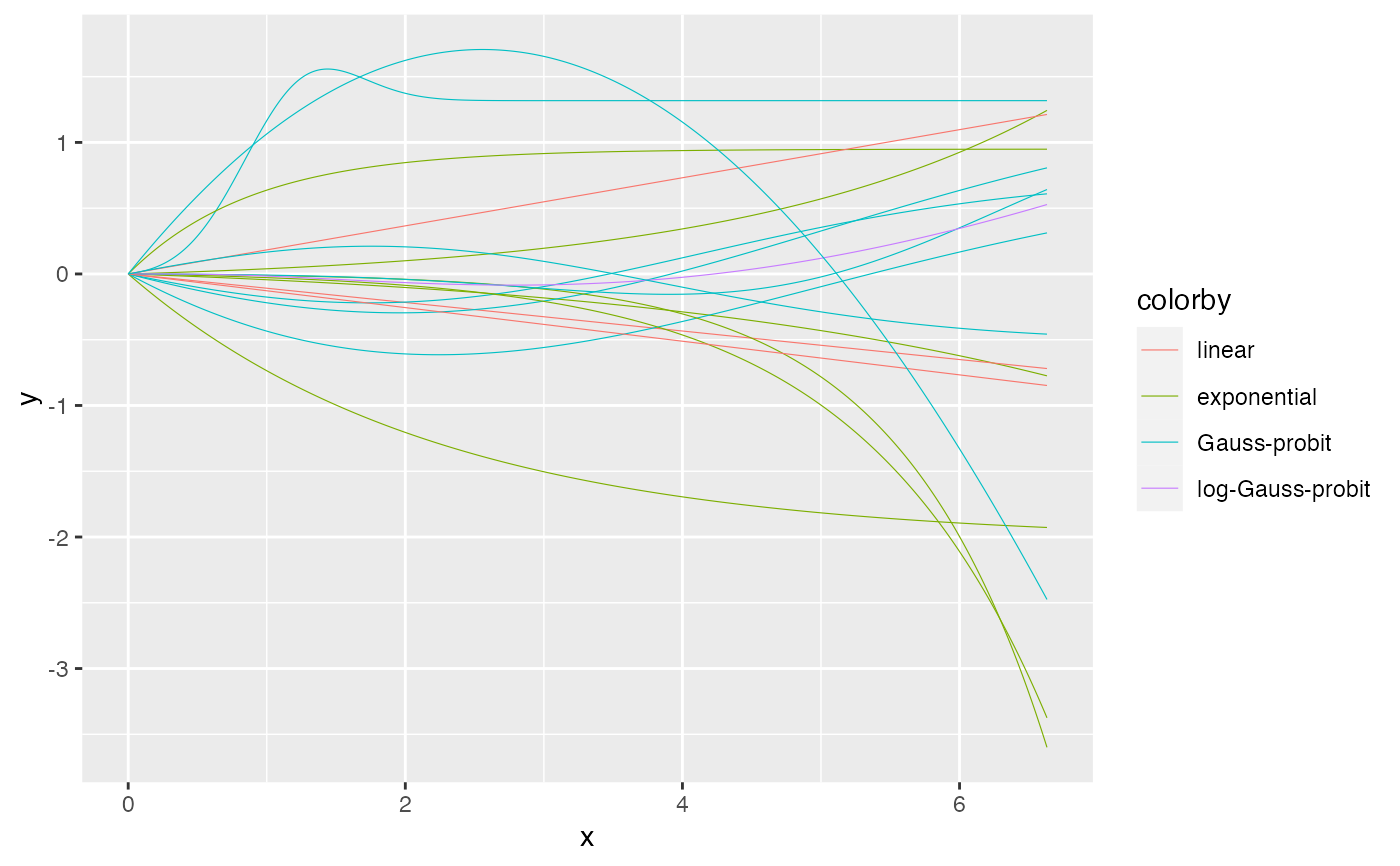 1
0
-1
-2
-3
y
0
2
4
6
x
colorby
linear
exponential
Gauss-probit
log-Gauss-probit